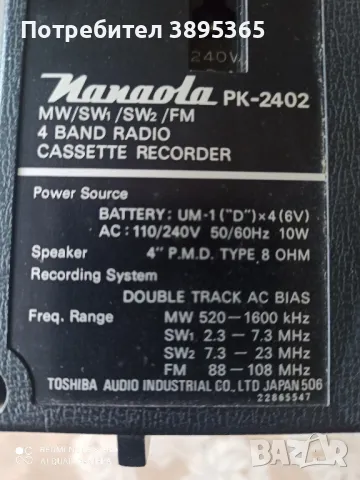 Потребител 3895365
240V
Nanaola PK-2402
MW/SW1/SW2/FM
4 BAND RADIO
CASSETTE RECORDER
Power Source
BATTERY: UM-1 ("D")×4(6V)
AC: 110/240V 50/60Hz 10W
Speaker 4" P.M.D. TYPE 8 OHM
Recording System
DOUBLE TRACK AC BIAS
Freq. Range MW 520-1600 kHz
SW1 2.3 - 7.3 MHz
SW2 7.3 - 23 MHz
FM 88-108 MHz
TOSHIBA AUDIO INDUSTRIAL CO., LTD JAPAN 506
22865547
bazar